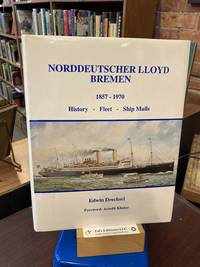 NORDDEUTSCHER LLOYD
BREMEN
1857 - 1970
History - Fleet - Ship Mails
Edwin Drechsel
Foreword: Arnold Kludas